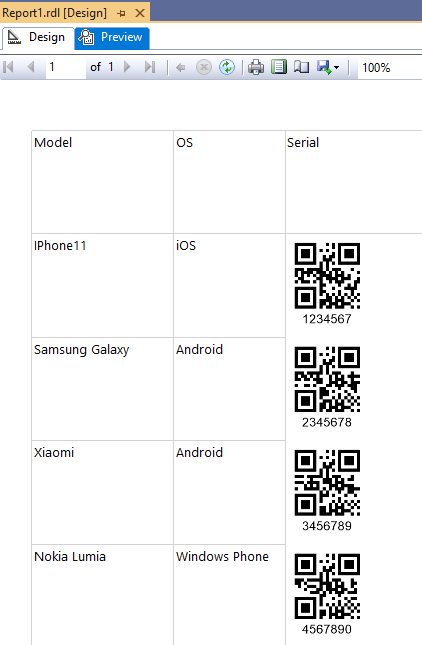 Report1.rdl [Design]
Design Preview
1 of 1 100%
Model OS Serial
IPhone11 iOS
1234567
Samsung Galaxy Android
2345678
Xiaomi Android
3456789
Nokia Lumia Windows Phone
4567890